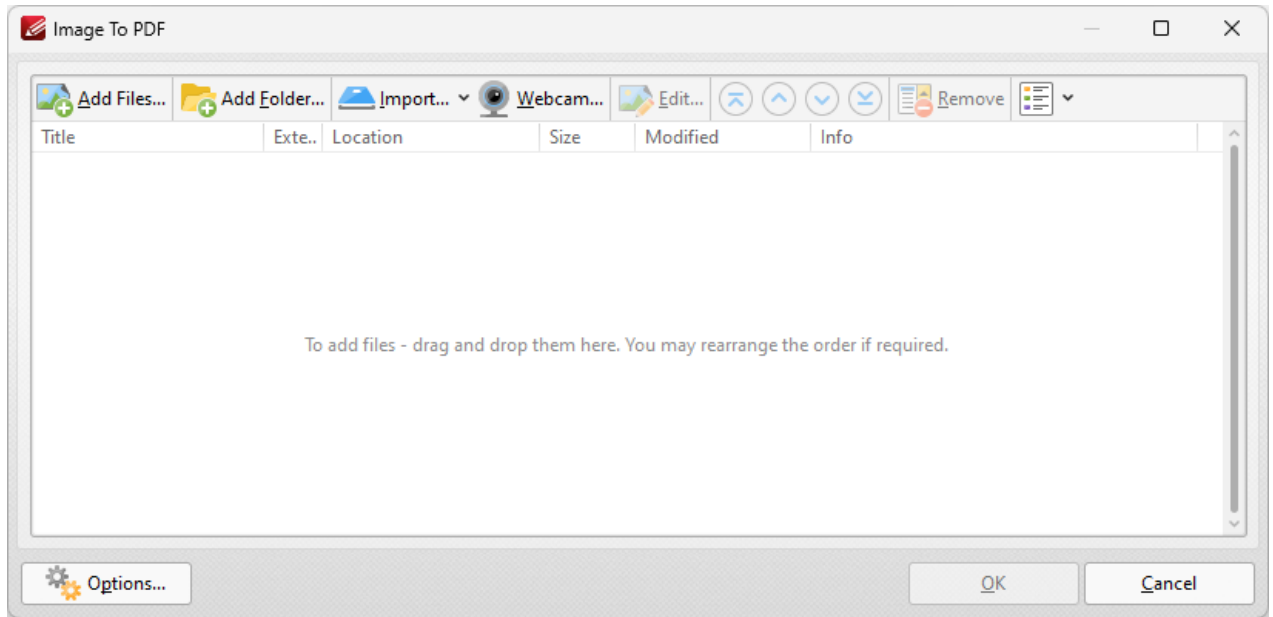 Image To PDF
Add Files... Add Folder... Import... Webcam... Edit... Remove
Title Exte.. Location Size Modified Info
To add files - drag and drop them here. You may rearrange the order if required.
Options... OK Cancel